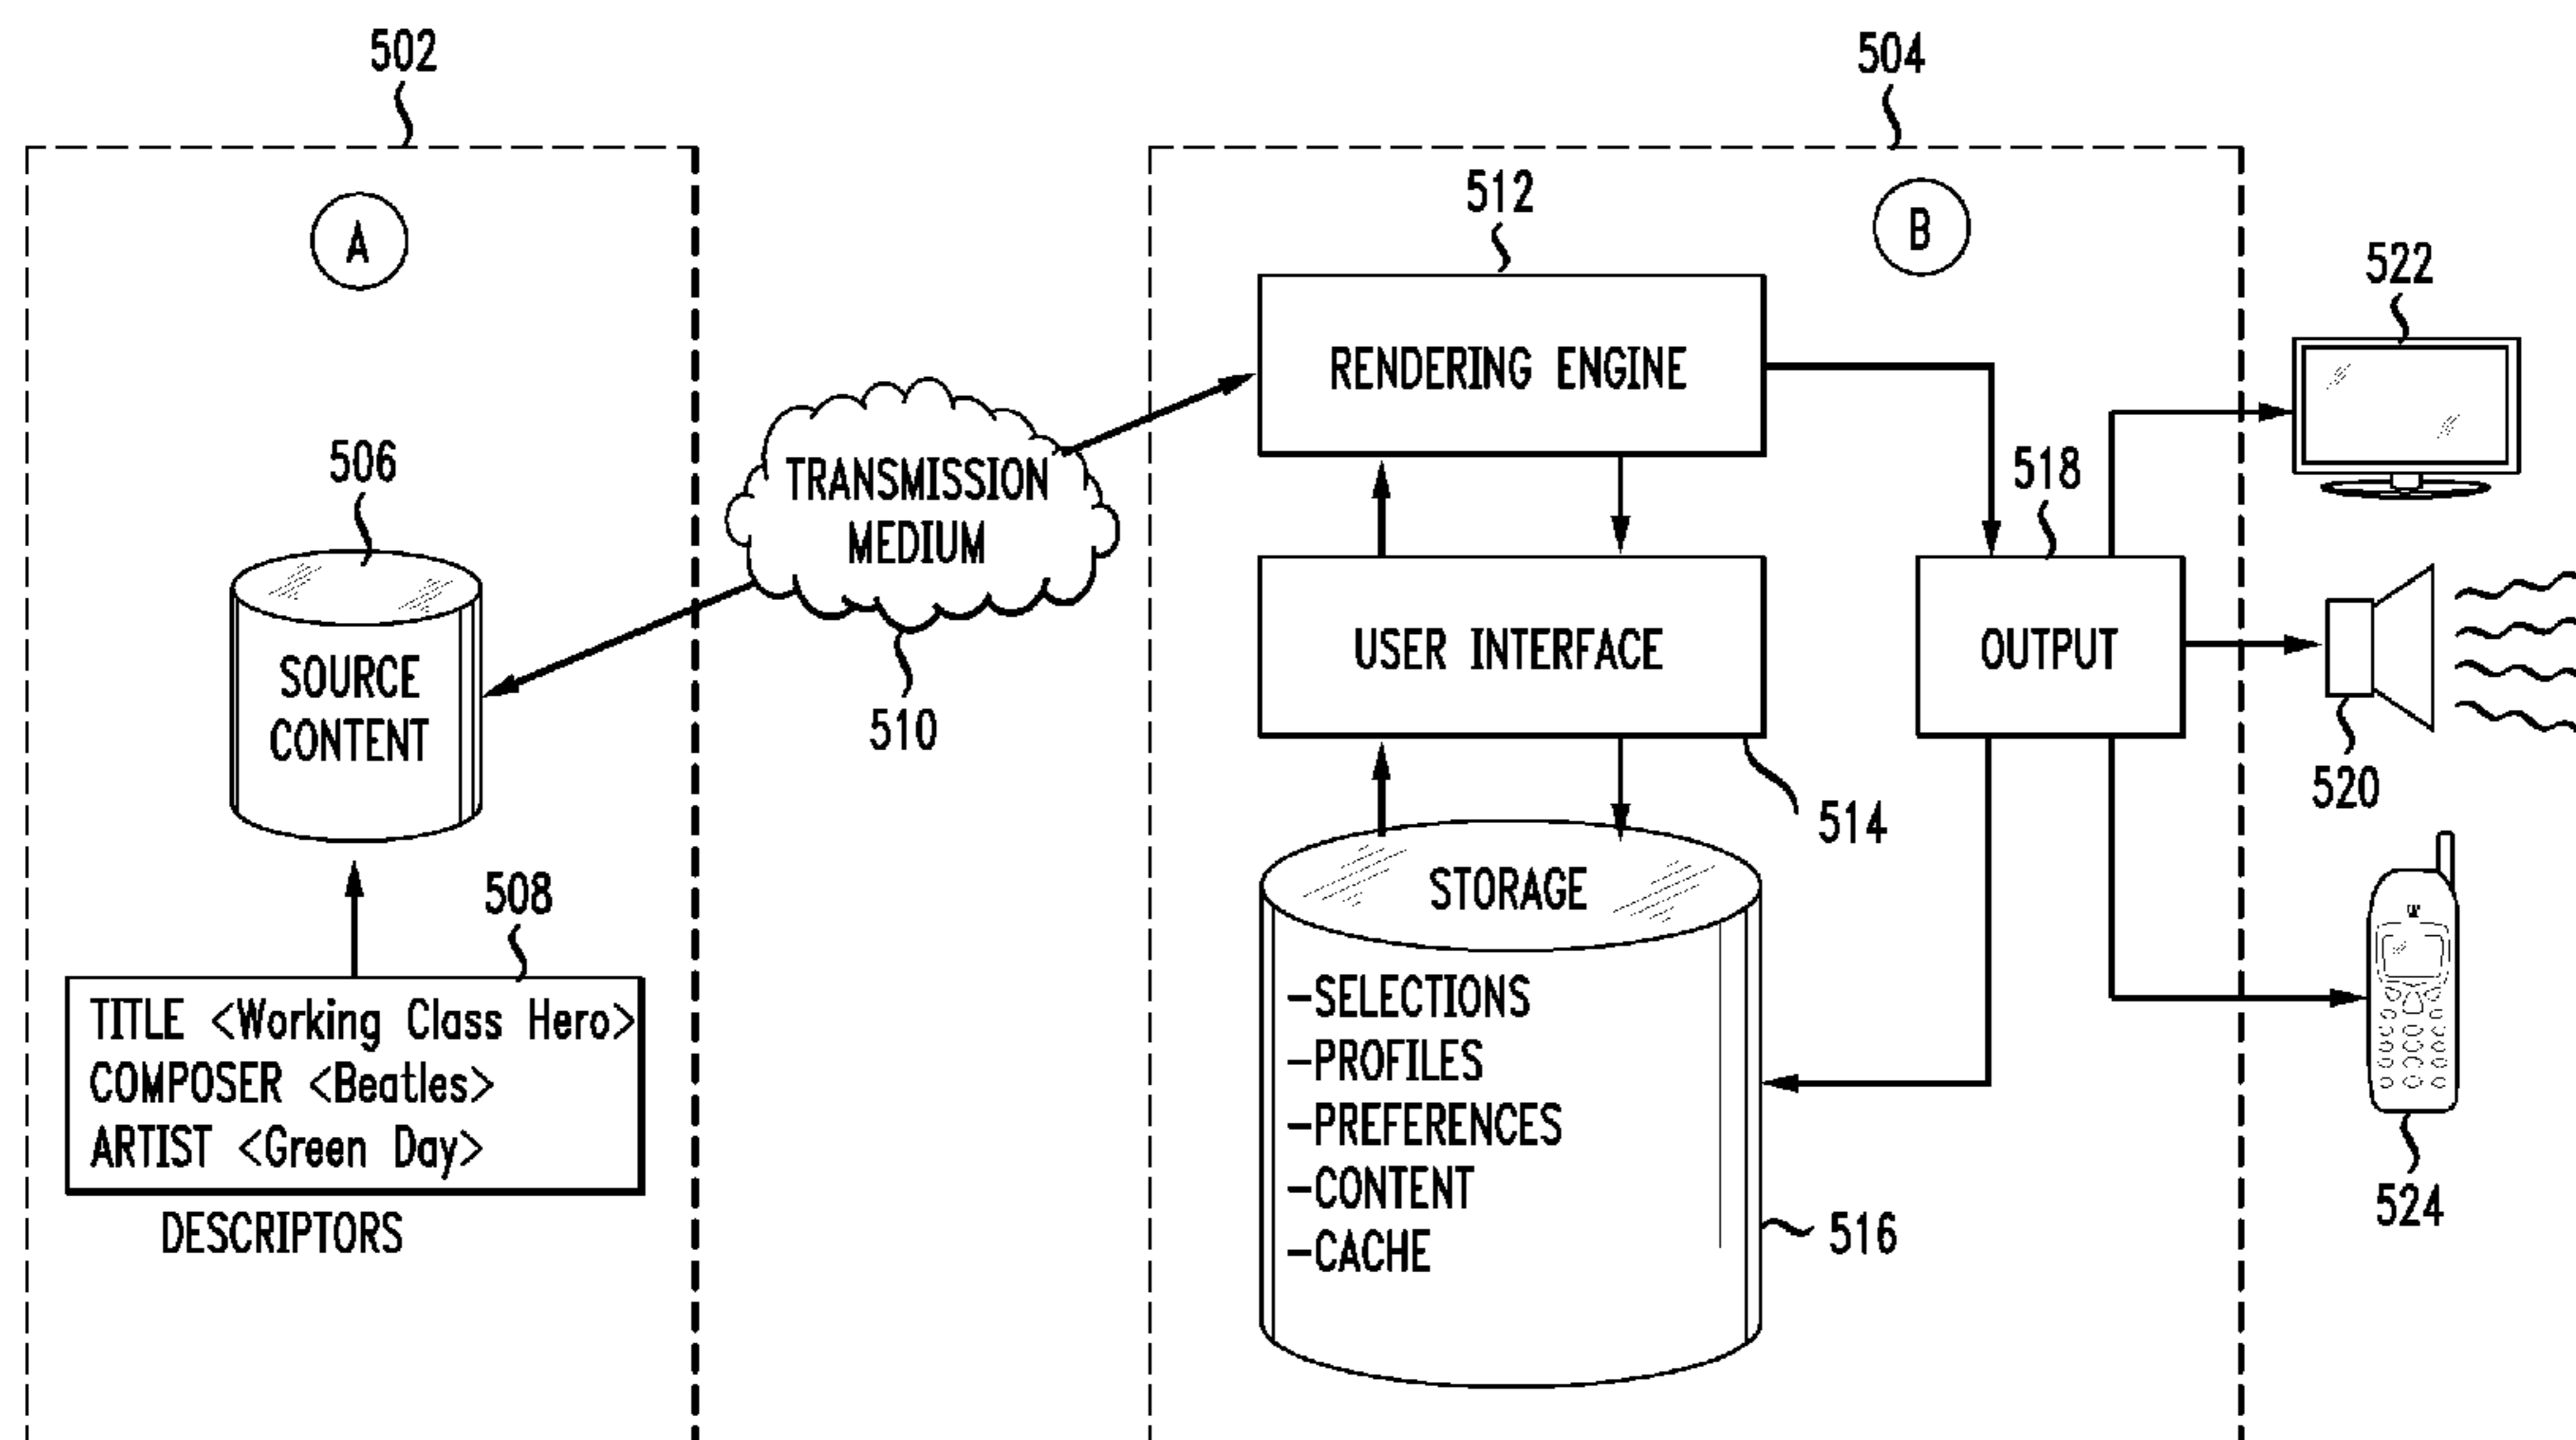 502
504
A
B
512
522
RENDERING ENGINE
506
TRANSMISSION
MEDIUM
518
SOURCE
CONTENT
USER INTERFACE
OUTPUT
510
520
514
508
STORAGE
TITLE <Working Class Hero>
COMPOSER <Beatles>
ARTIST <Green Day>
DESCRIPTORS
-SELECTIONS
-PROFILES
-PREFERENCES
-CONTENT
-CACHE
516
524